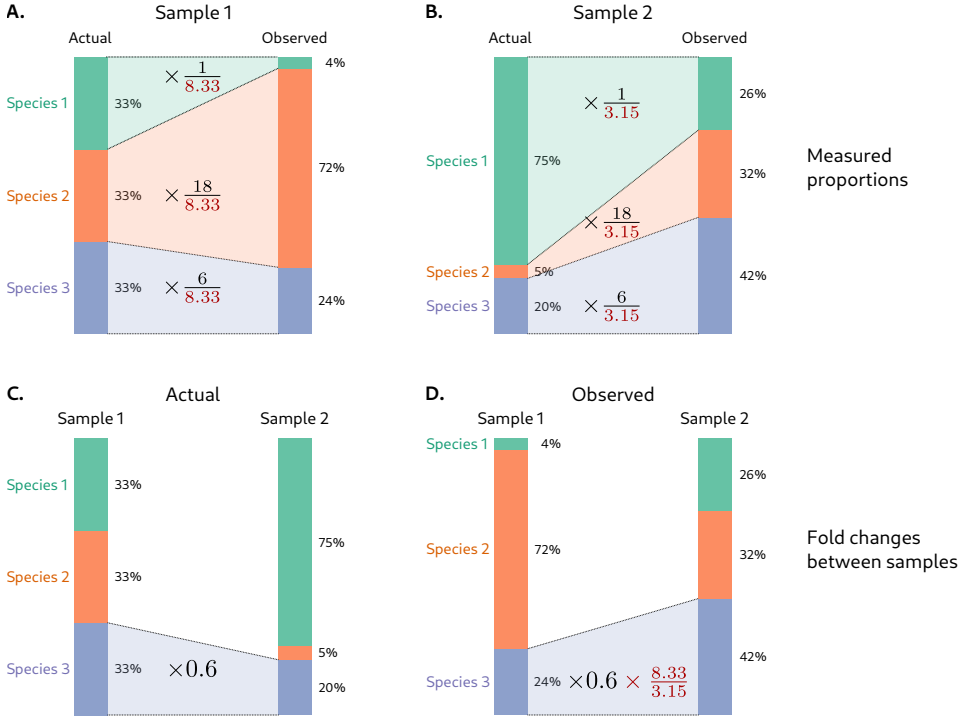 A.
Sample 1
Actual
Observed
Species 1
33%
× 1/8.33
4%
Species 2
33%
× 18/8.33
72%
Species 3
33%
× 6/8.33
24%
B.
Sample 2
Actual
Observed
Species 1
75%
× 1/3.15
26%
Species 2
5%
× 18/3.15
32%
Species 3
20%
× 6/3.15
42%
Measured
proportions
C.
Actual
Sample 1
Sample 2
Species 1
33%
75%
Species 2
33%
5%
Species 3
33%
×0.6
20%
D.
Observed
Sample 1
Sample 2
Species 1
4%
26%
Species 2
72%
32%
Species 3
24%
×0.6 × 8.33/3.15
42%
Fold changes
between samples